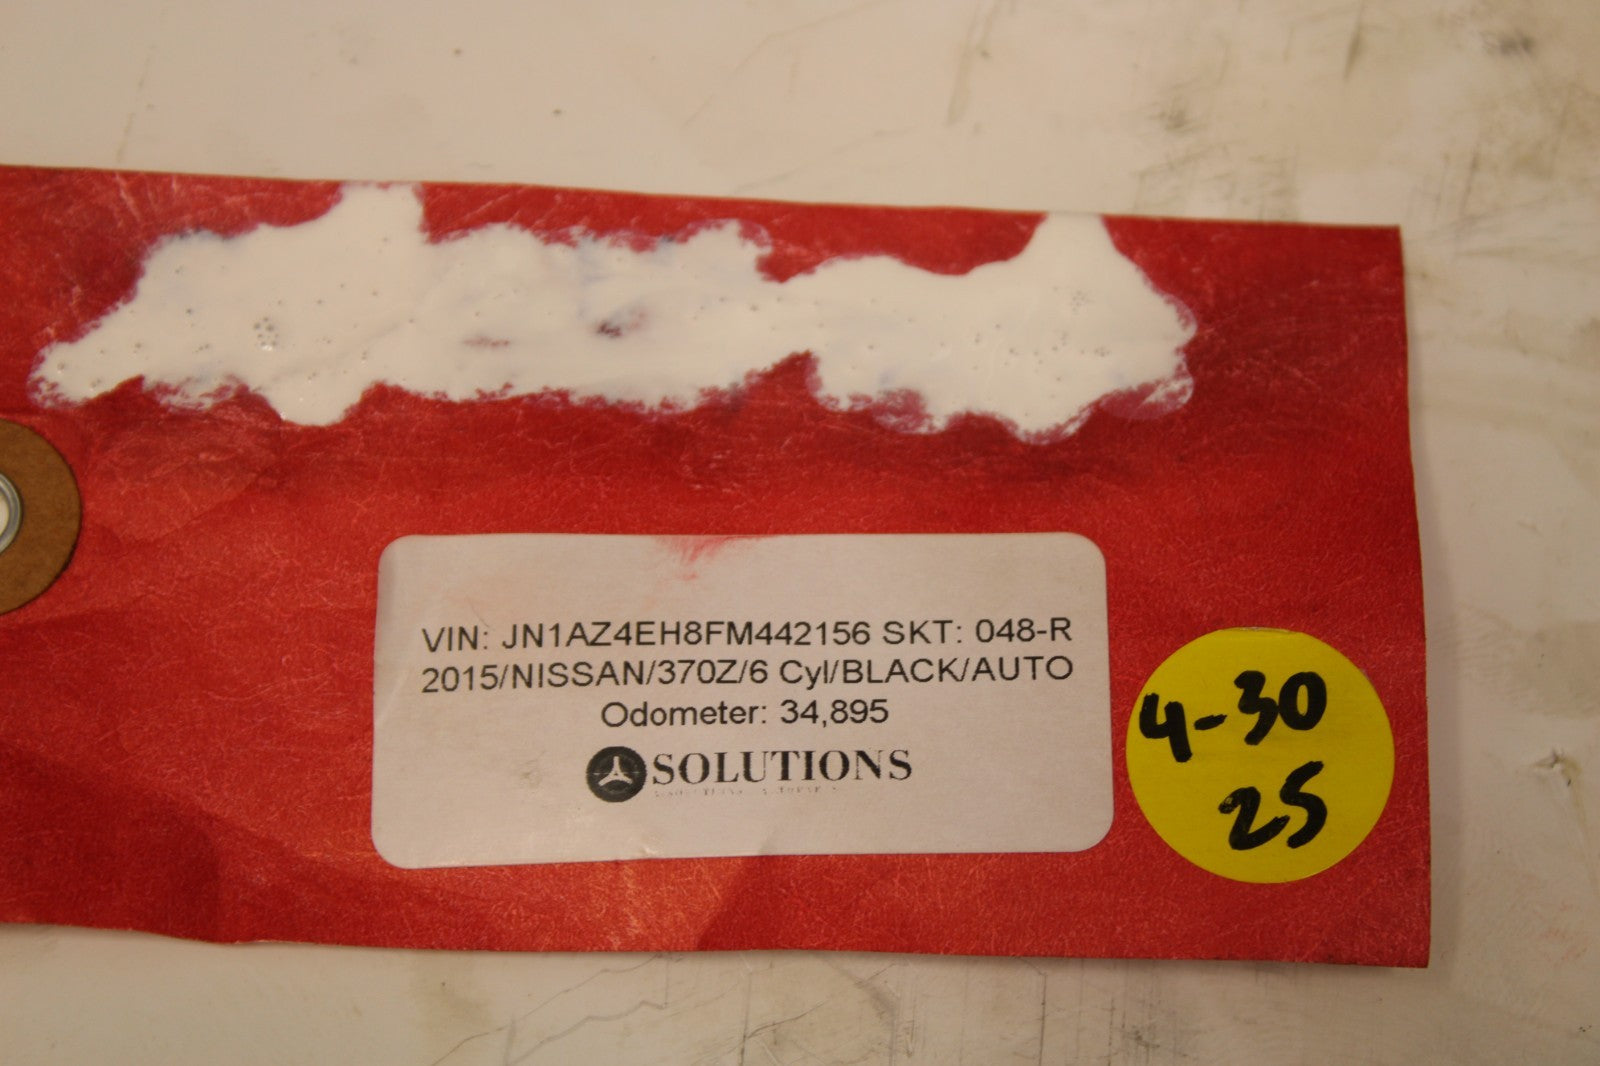 VIN: JN1AZ4EH8FM442156 SKT: 048-R
2015/NISSAN/370Z/6 Cyl/BLACK/AUTO
Odometer: 34,895
SOLUTIONS
4-30
25